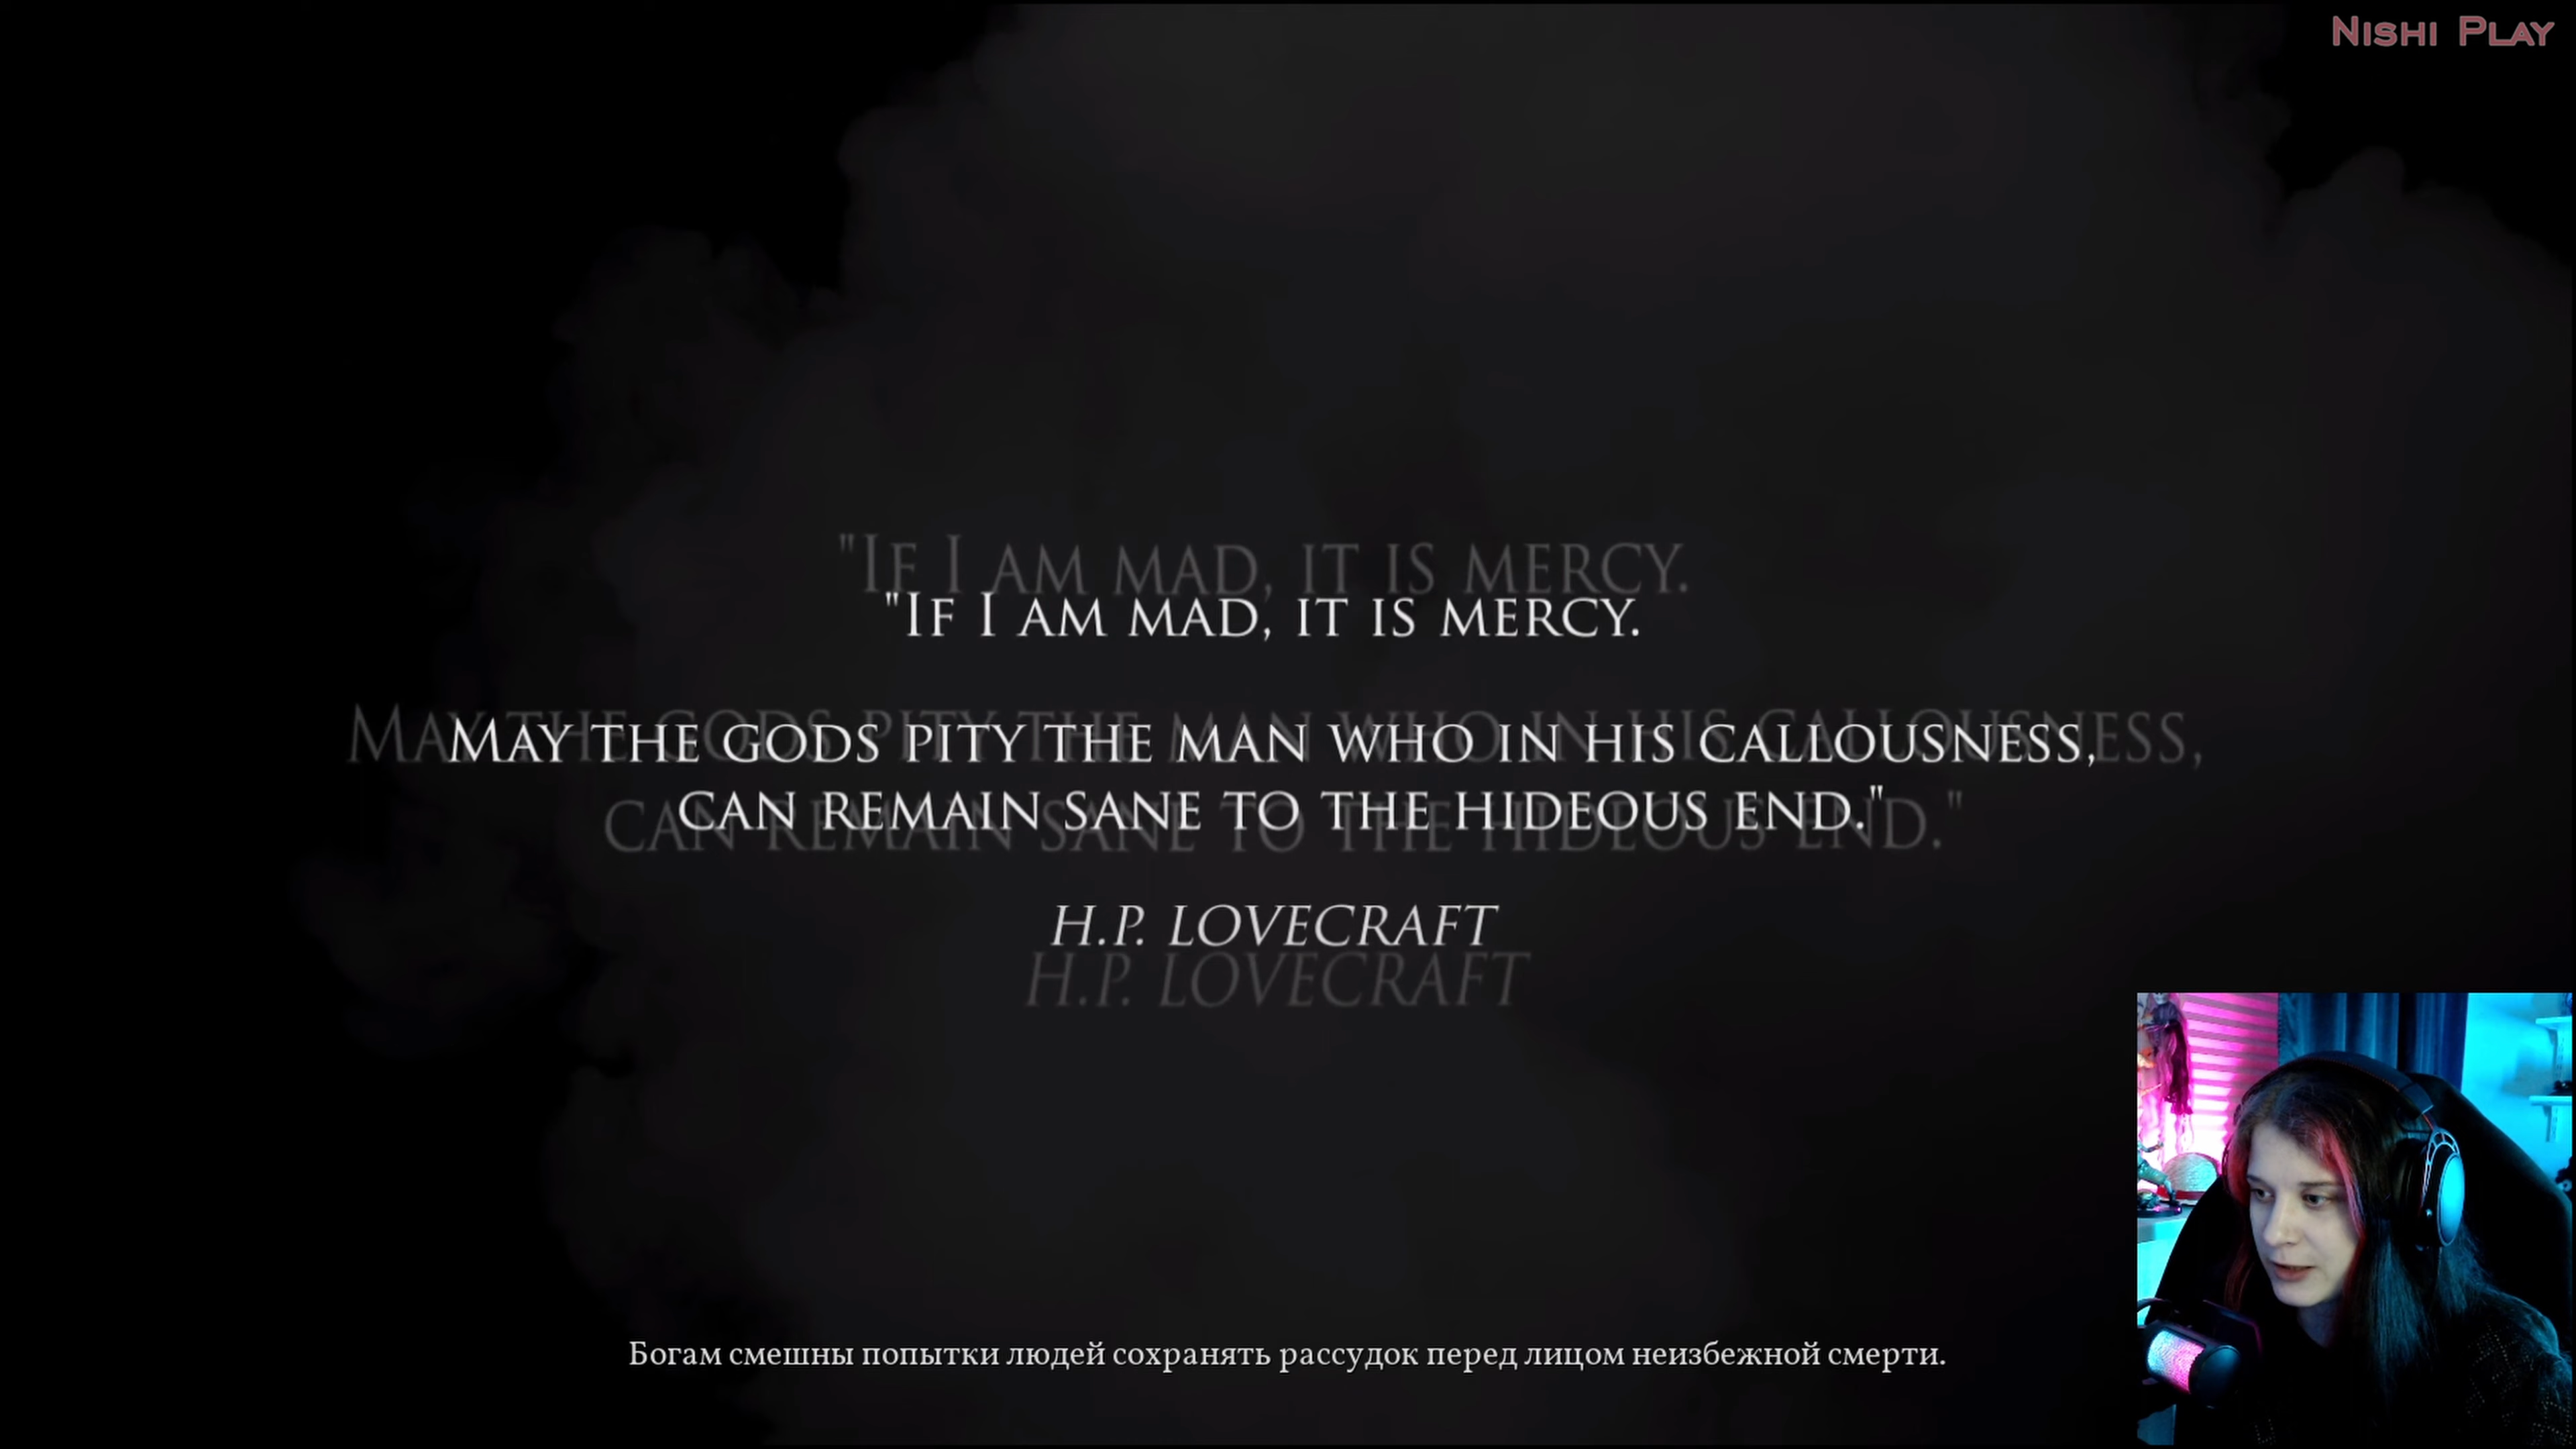 Nishi Play
"If I am mad, it is mercy.
May the gods pity the man who in his callousness,
can remain sane to the hideous end."
H.P. Lovecraft
Богам смешны попытки людей сохранять рассудок перед лицом неизбежной смерти.